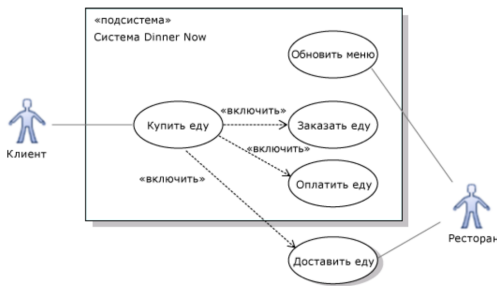 «подсистема»
Система Dinner Now
Обновить меню
«включить»
Купить еду
Заказать еду
«включить»
Клиент
«включить»
Оплатить еду
Ресторан
Доставить еду